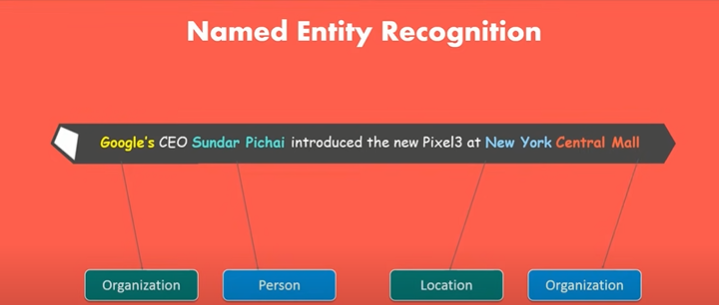 Named Entity Recognition
Google's CEO Sundar Pichai introduced the new Pixel3 at New York Central Mall
Organization Person Location Organization